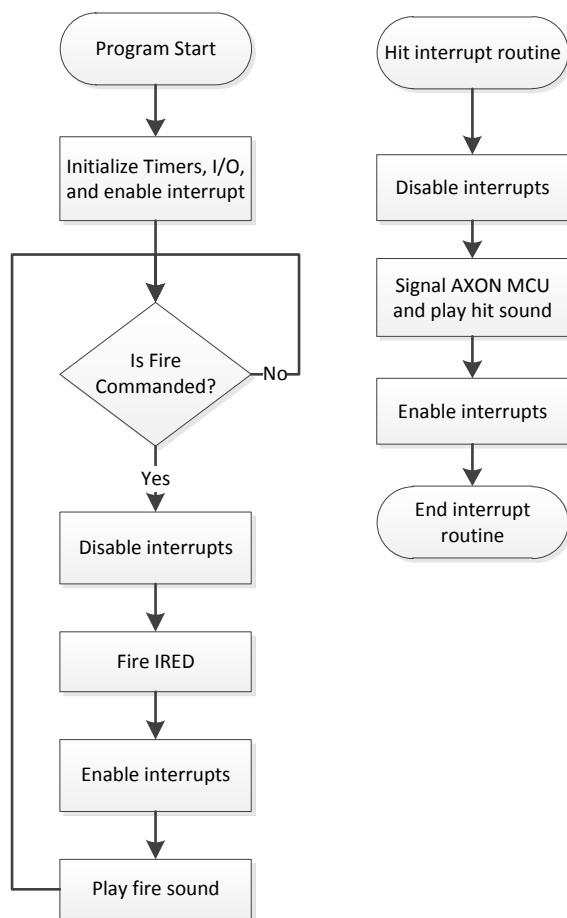 Program Start
Initialize Timers, I/O,
and enable interrupt
Is Fire
Commanded?
No
Yes
Disable interrupts
Fire IRED
Enable interrupts
Play fire sound
Hit interrupt routine
Disable interrupts
Signal AXON MCU
and play hit sound
Enable interrupts
End interrupt
routine